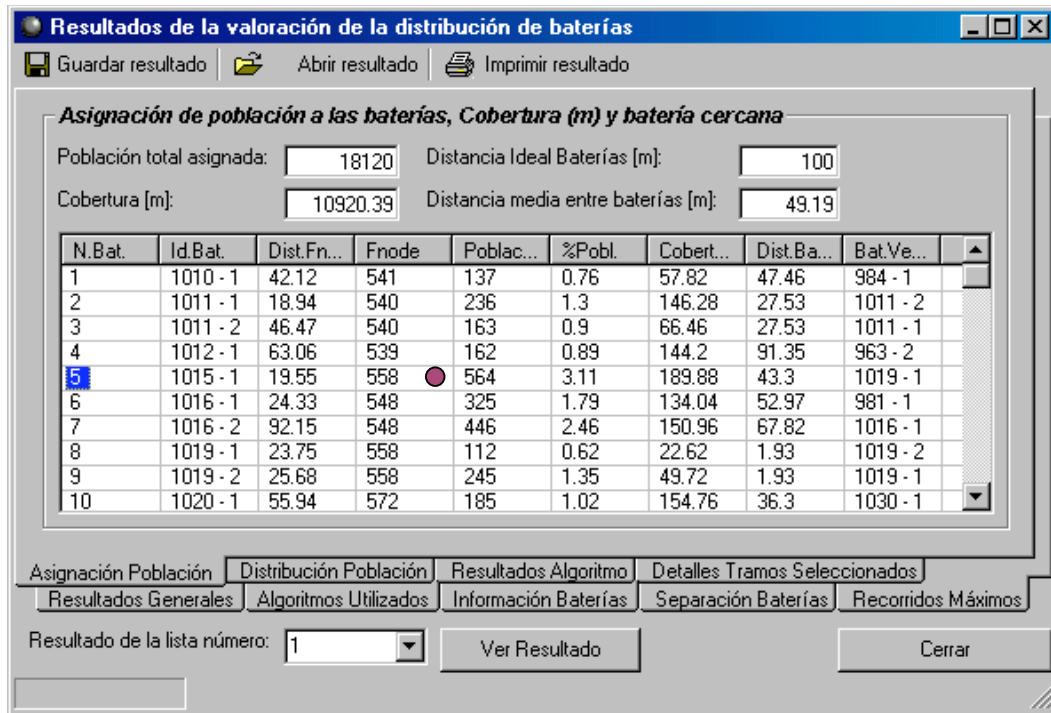 Resultados de la valoración de la distribución de baterías
Guardar resultado Abrir resultado Imprimir resultado
Asignación de población a las baterías, Cobertura (m) y batería cercana
Población total asignada: 18120 Distancia Ideal Baterías [m]: 100
Cobertura [m]: 10920.39 Distancia media entre baterías [m]: 49.19
N.Bat. Id.Bat. Dist.Fn... Fnode Poblac... %Pobl. Cobert... Dist.Ba... Bat.Ve...
1 1010 - 1 42.12 541 137 0.76 57.82 47.46 984 - 1
2 1011 - 1 18.94 540 236 1.3 146.28 27.53 1011 - 2
3 1011 - 2 46.47 540 163 0.9 66.46 27.53 1011 - 1
4 1012 - 1 63.06 539 162 0.89 144.2 91.35 963 - 2
5 1015 - 1 19.55 558 564 3.11 189.88 43.3 1019 - 1
6 1016 - 1 24.33 548 325 1.79 134.04 52.97 981 - 1
7 1016 - 2 92.15 548 446 2.46 150.96 67.82 1016 - 1
8 1019 - 1 23.75 558 112 0.62 22.62 1.93 1019 - 2
9 1019 - 2 25.68 558 245 1.35 49.72 1.93 1019 - 1
10 1020 - 1 55.94 572 185 1.02 154.76 36.3 1030 - 1
Asignación Población Distribución Población Resultados Algoritmo Detalles Tramos Seleccionados
Resultados Generales Algoritmos Utilizados Información Baterías Separación Baterías Recorridos Máximos
Resultado de la lista número: 1 Ver Resultado Cerrar